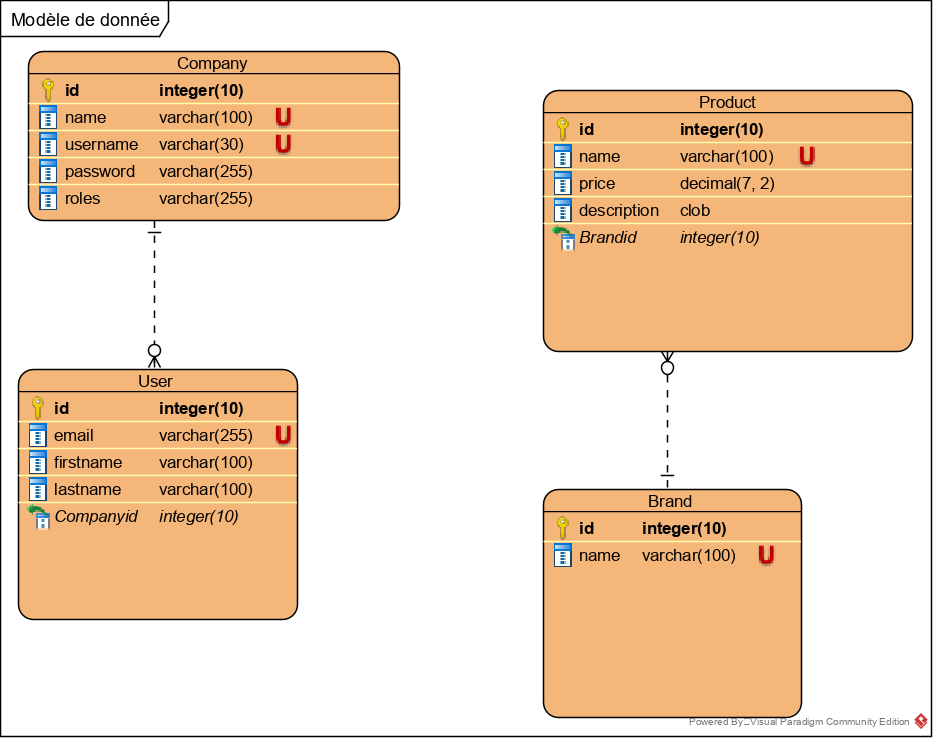 Modèle de donnée
Company
id integer(10)
name varchar(100) U
username varchar(30) U
password varchar(255)
roles varchar(255)
Product
id integer(10)
name varchar(100) U
price decimal(7, 2)
description clob
Brandid integer(10)
User
id integer(10)
email varchar(255) U
firstname varchar(100)
lastname varchar(100)
Companyid integer(10)
Brand
id integer(10)
name varchar(100) U
Powered By Visual Paradigm Community Edition